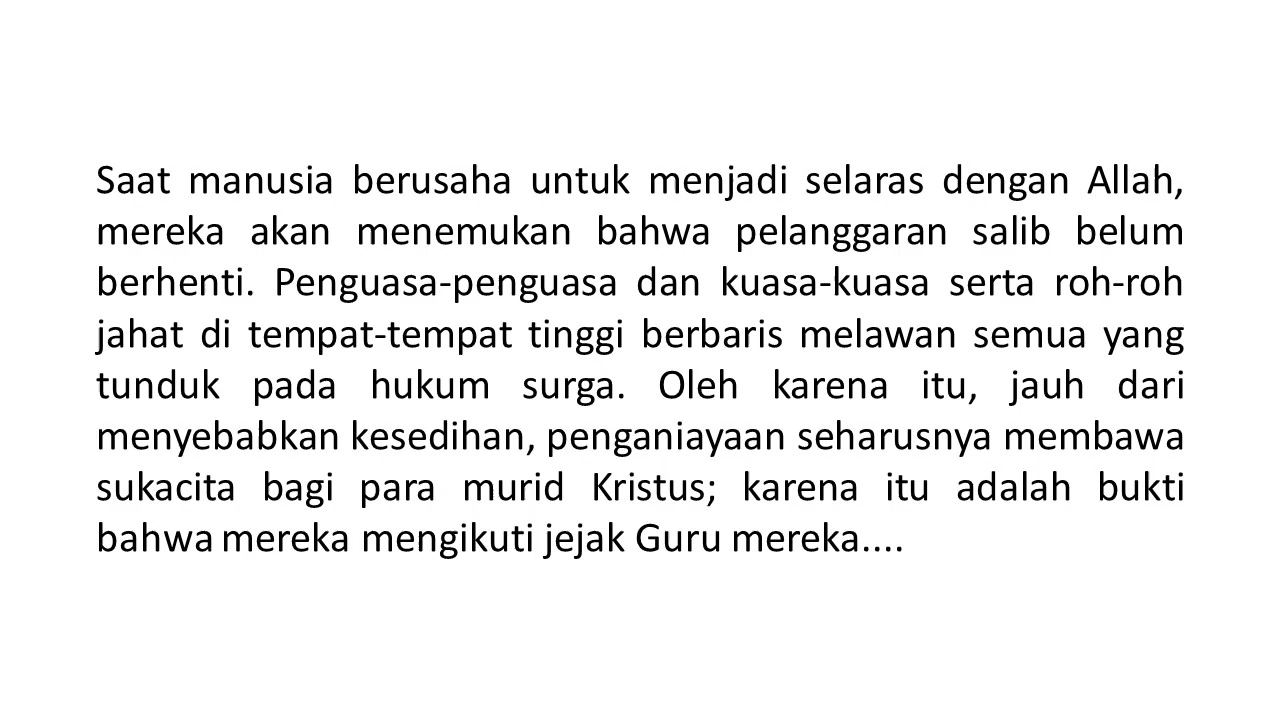 Saat manusia berusaha untuk menjadi selaras dengan Allah,
mereka akan menemukan bahwa pelanggaran salib belum
berhenti. Penguasa-penguasa dan kuasa-kuasa serta roh-roh
jahat di tempat-tempat tinggi berbaris melawan semua yang
tunduk pada hukum surga. Oleh karena itu, jauh dari
menyebabkan kesedihan, penganiayaan seharusnya membawa
sukacita bagi para murid Kristus; karena itu adalah bukti
bahwa mereka mengikuti jejak Guru mereka....